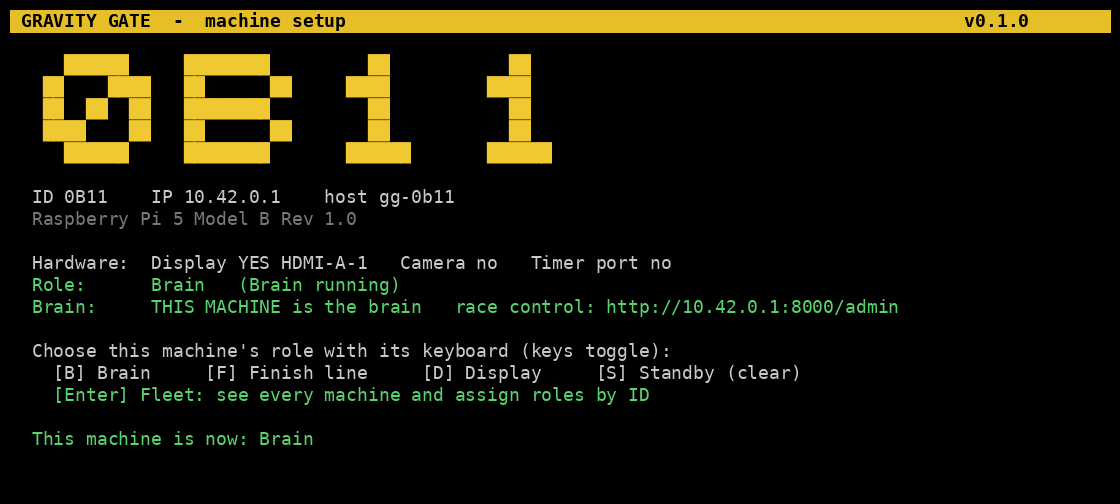 GRAVITY GATE  -  machine setup    v0.1.0
0B11
ID 0B11    IP 10.42.0.1    host gg-0b11
Raspberry Pi 5 Model B Rev 1.0
Hardware:  Display YES HDMI-A-1   Camera no   Timer port no
Role:      Brain   (Brain running)
Brain:     THIS MACHINE is the brain   race control: http://10.42.0.1:8000/admin
Choose this machine's role with its keyboard (keys toggle):
[B] Brain     [F] Finish line     [D] Display     [S] Standby (clear)
[Enter] Fleet: see every machine and assign roles by ID
This machine is now: Brain